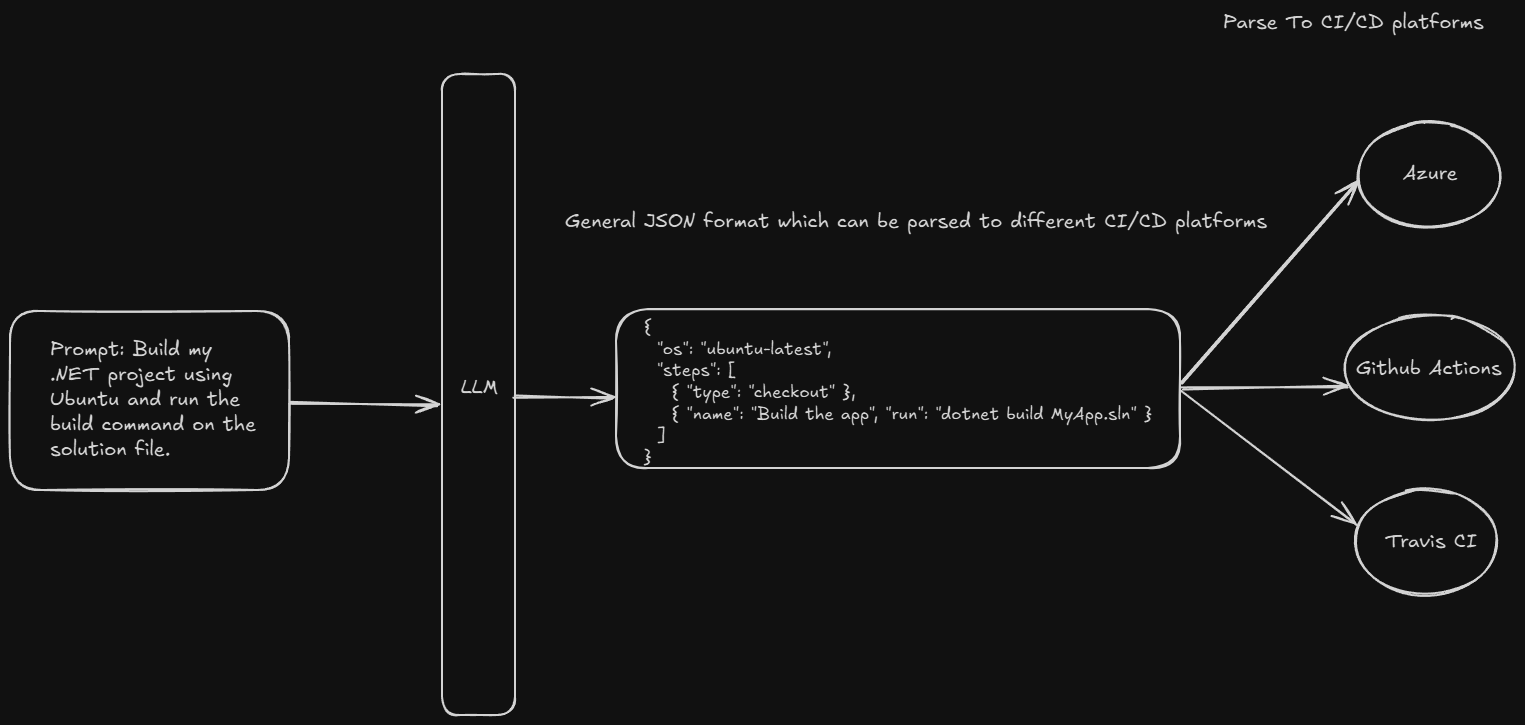 Parse To CI/CD platforms
Azure
General JSON format which can be parsed to different CI/CD platforms
Prompt: Build my
.NET project using
Ubuntu and run the
build command on the
solution file.
LLM
{
"os": "ubuntu-latest",
"steps": [
{ "type": "checkout" },
{ "name": "Build the app", "run": "dotnet build MyApp.sln" }
]
}
Github Actions
Travis CI